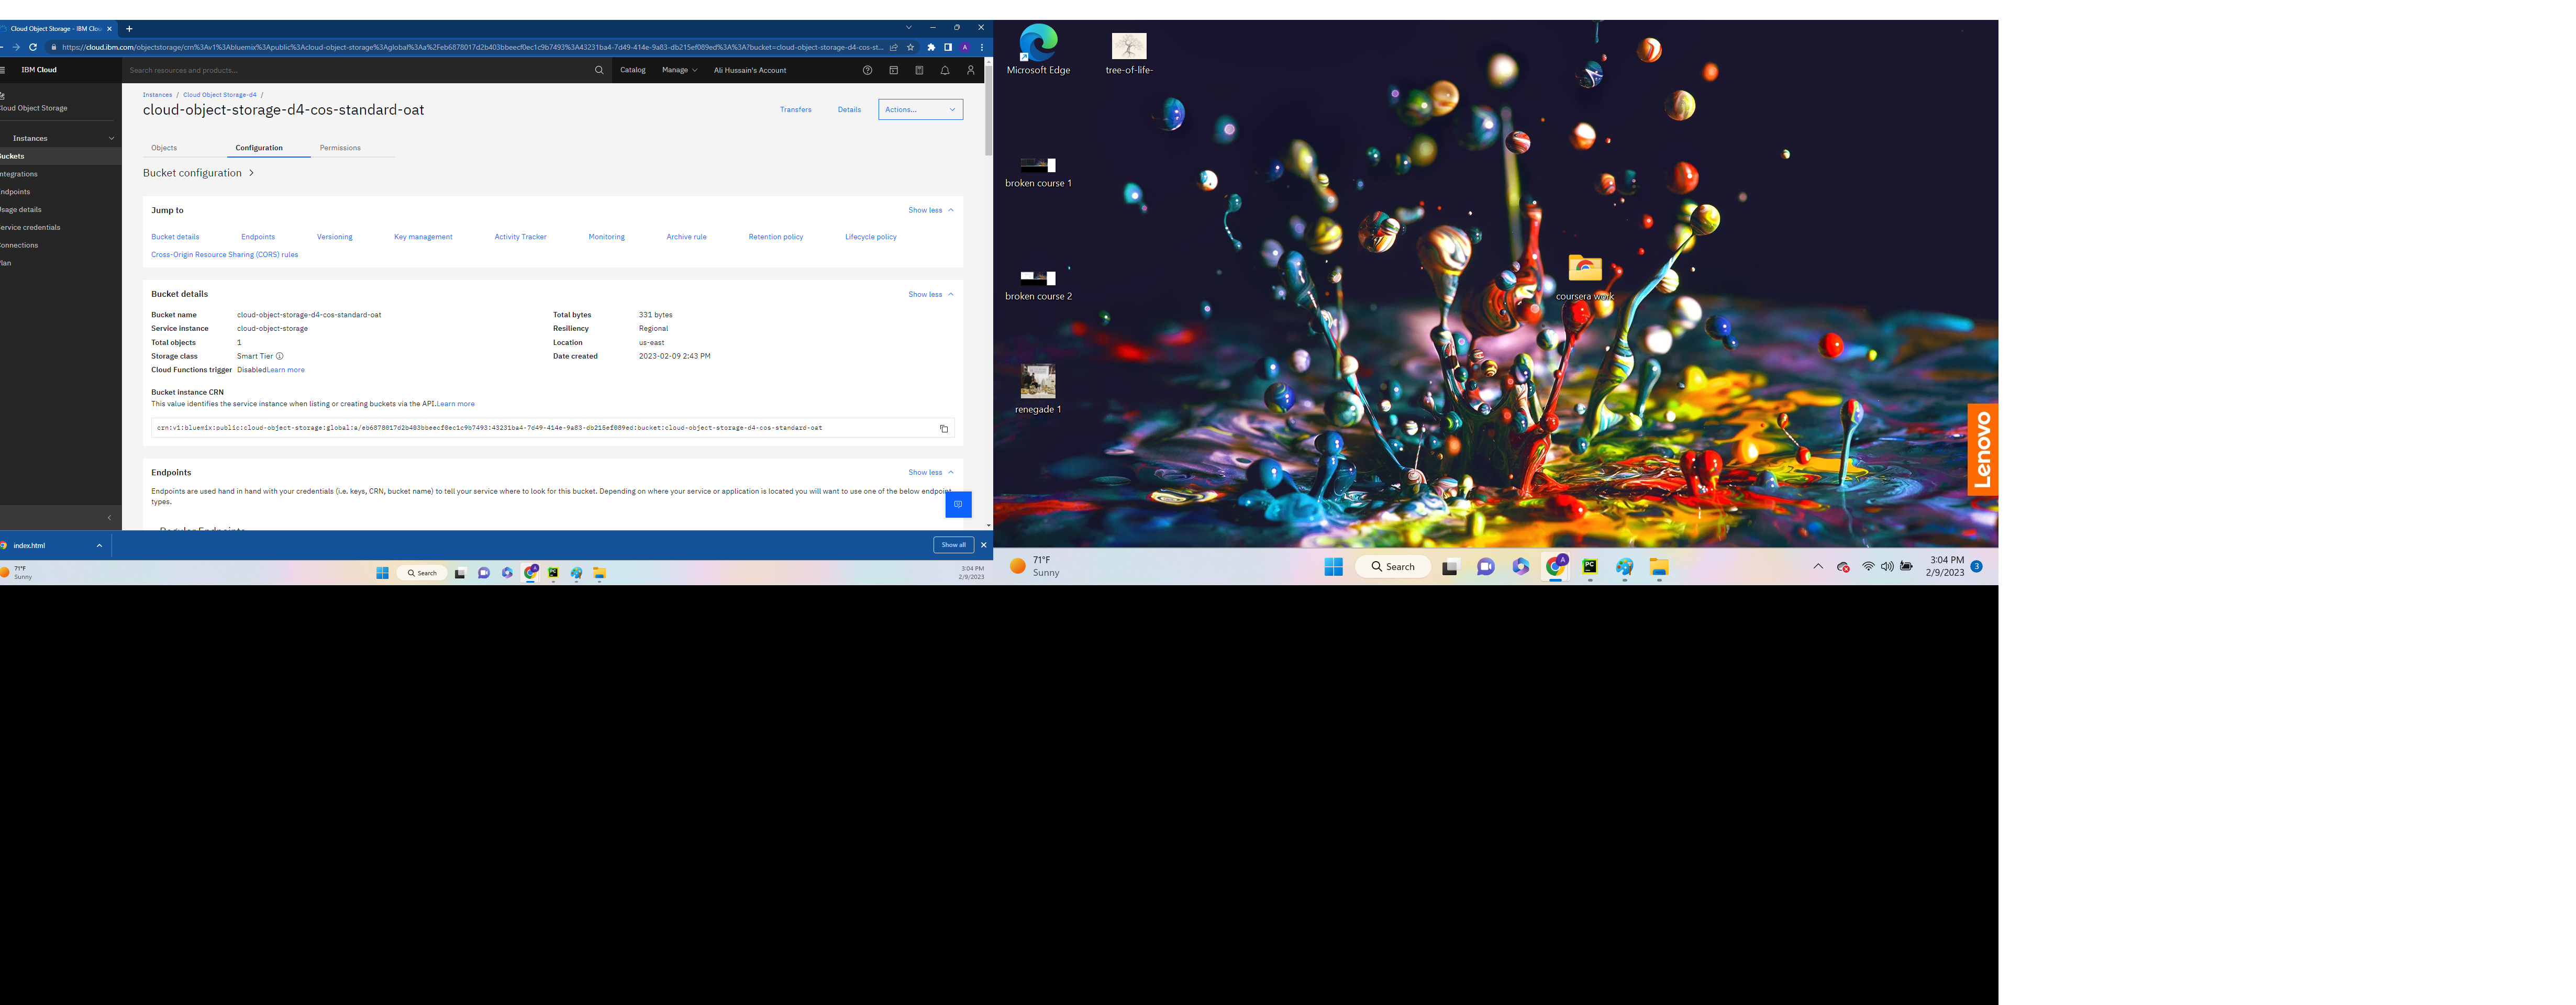 Cloud Object Storage - IBM Clou
https://cloud.ibm.com/objectstorage/crn%3Av1%3Abluemix%3Apublic%3Acloud-object-storage%3Aglobal%3Aa%2Feb6878017d2b403bbeecf0ec1c9b7493%3A43231ba4-7d49-414e-9a83-db215ef089ed%3A%3A?bucket=cloud-object-storage-d4-cos-st...
IBM Cloud
Search resources and products...
Catalog
Manage
Ali Hussain's Account
loud Object Storage
Instances
uckets
ntegrations
ndpoints
sage details
ervice credentials
onnections
lan
Instances / Cloud Object Storage-d4 /
cloud-object-storage-d4-cos-standard-oat
Transfers
Details
Actions...
Objects
Configuration
Permissions
Bucket configuration
Jump to
Show less
Bucket details
Endpoints
Versioning
Key management
Activity Tracker
Monitoring
Archive rule
Retention policy
Lifecycle policy
Cross-Origin Resource Sharing (CORS) rules
Bucket details
Show less
Bucket name cloud-object-storage-d4-cos-standard-oat
Total bytes 331 bytes
Service instance cloud-object-storage
Resiliency Regional
Total objects 1
Location us-east
Storage class Smart Tier
Date created 2023-02-09 2:43 PM
Cloud Functions trigger DisabledLearn more
Bucket instance CRN
This value identifies the service instance when listing or creating buckets via the API.Learn more
crn:v1:bluemix:public:cloud-object-storage:global:a/eb6878017d2b403bbeecf0ec1c9b7493:43231ba4-7d49-414e-9a83-db215ef089ed:bucket:cloud-object-storage-d4-cos-standard-oat
Endpoints
Show less
Endpoints are used hand in hand with your credentials (i.e. keys, CRN, bucket name) to tell your service where to look for this bucket. Depending on where your service or application is located you will want to use one of the below endpoint
types.
Regular Endpoints
index.html
Show all
71°F
Sunny
Search
3:04 PM
2/9/2023
Microsoft Edge
tree-of-life-
broken course 1
broken course 2
coursera work
renegade 1
Lenovo
71°F
Sunny
Search
3:04 PM
2/9/2023
3